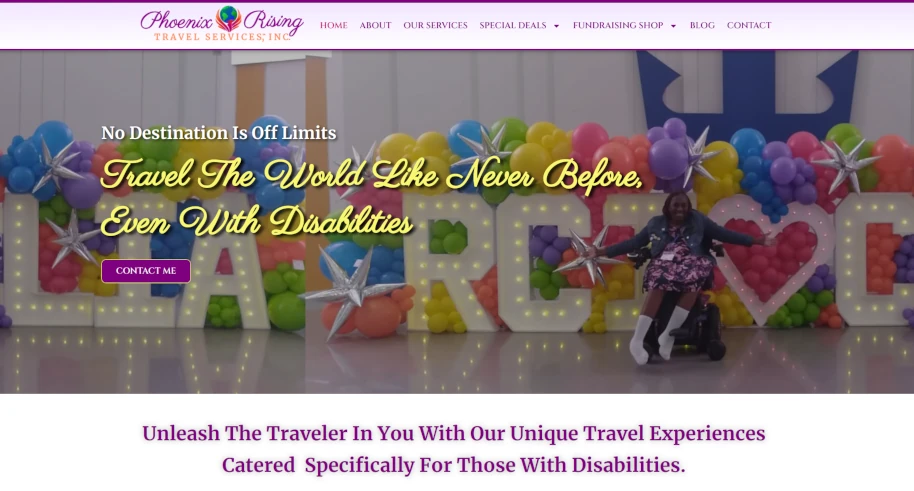 Phoenix Rising
TRAVEL SERVICES, INC.
HOME ABOUT OUR SERVICES SPECIAL DEALS FUNDRAISING SHOP BLOG CONTACT
No Destination Is Off Limits
Travel The World Like Never Before,
Even With Disabilities
CONTACT ME
Unleash The Traveler In You With Our Unique Travel Experiences
Catered Specifically For Those With Disabilities.